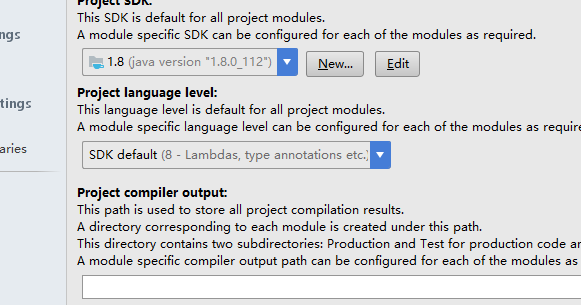 Project SDK:
This SDK is default for all project modules.
A module specific SDK can be configured for each of the modules as required.
ngs
1.8 (java version "1.8.0_112")
New...
Edit
Project language level:
tings
This language level is default for all project modules.
A module specific language level can be configured for each of the modules as require
aries
SDK default (8 - Lambdas, type annotations etc.)
Project compiler output:
This path is used to store all project compilation results.
A directory corresponding to each module is created under this path.
This directory contains two subdirectories: Production and Test for production code an
A module specific compiler output path can be configured for each of the modules as